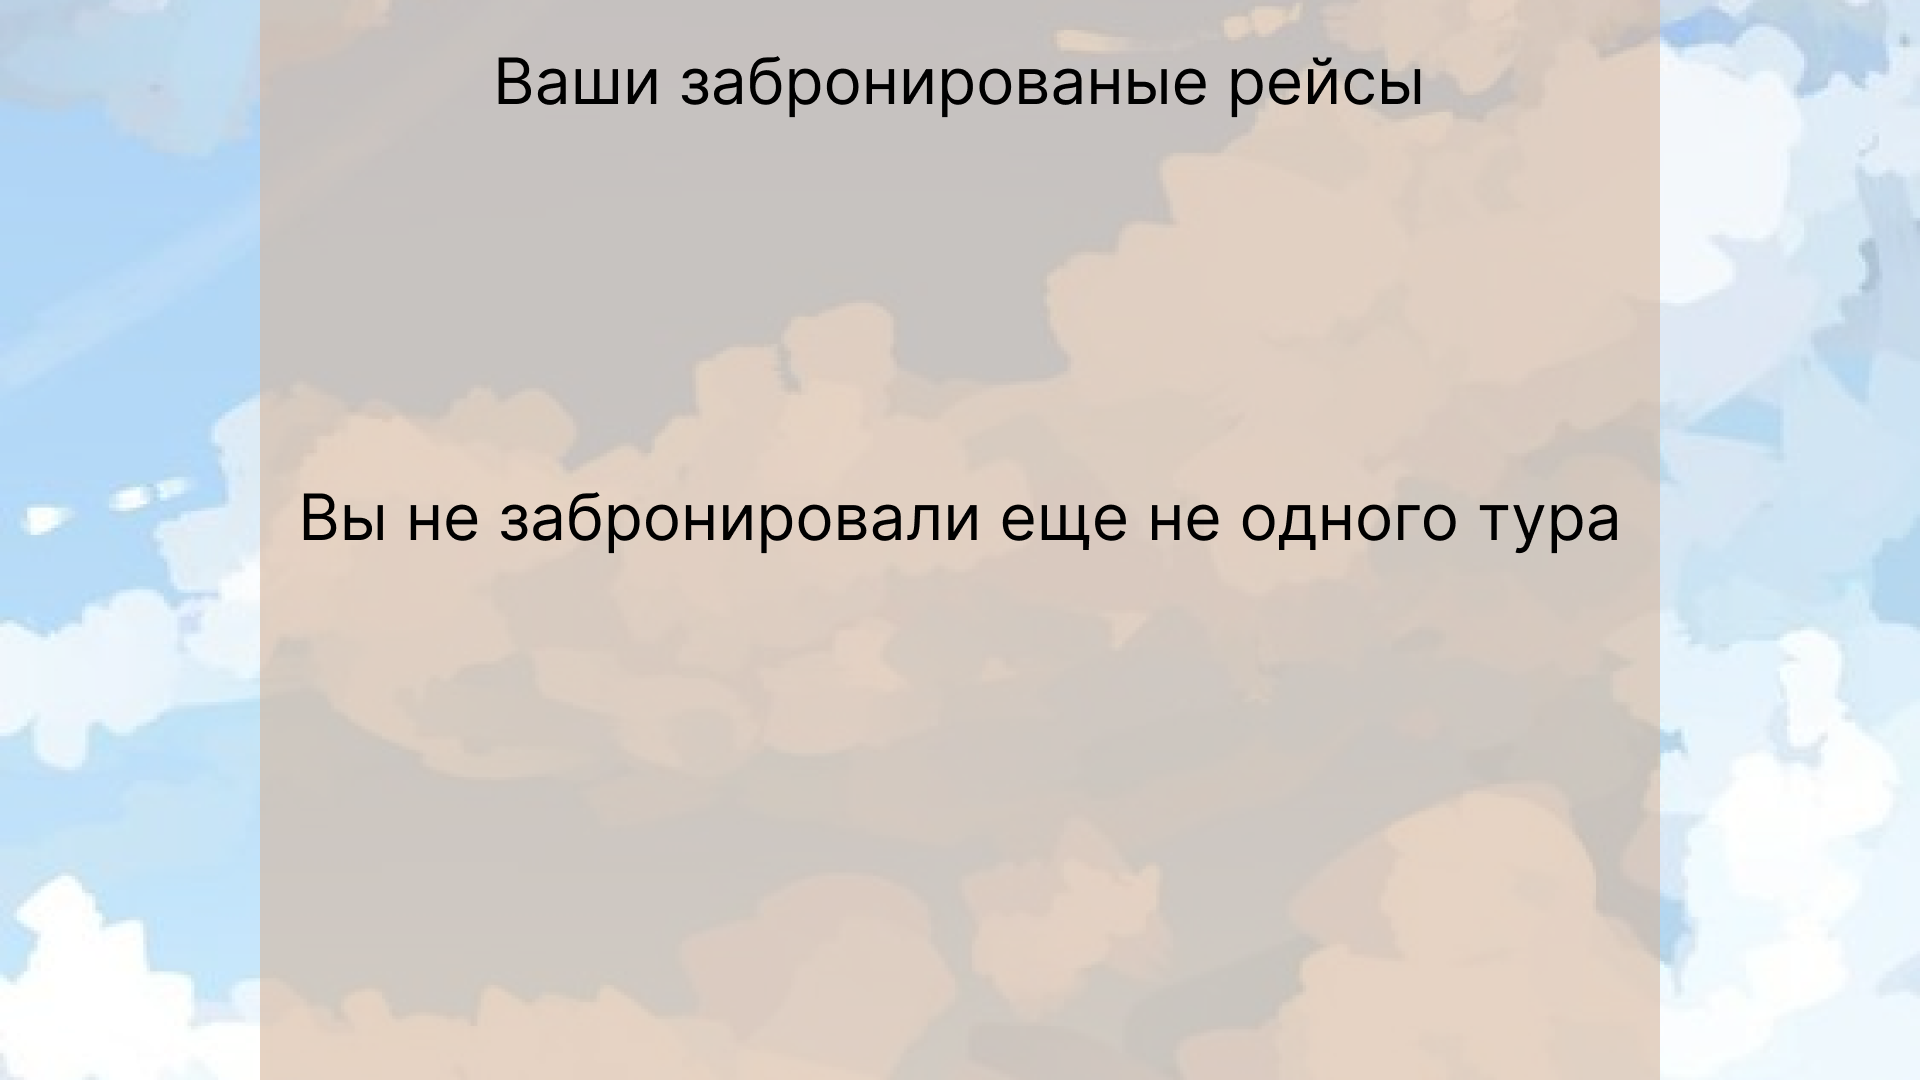 Ваши забронированые рейсы
Вы не забронировали еще не одного тура